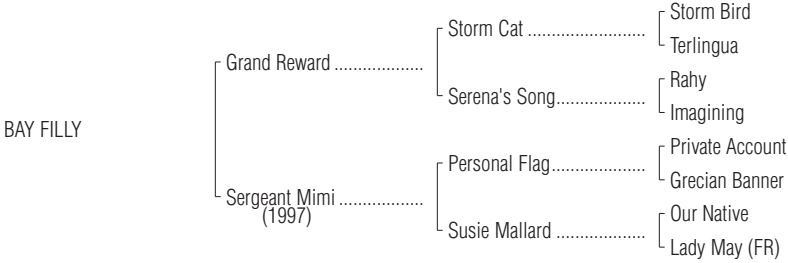 Storm Bird
Storm Cat ........................
Terlingua
Grand Reward ...................
Rahy
Serena's Song...................
Imagining
BAY FILLY
Private Account
Personal Flag....................
Grecian Banner
Sergeant Mimi ..................
(1997)
Our Native
Susie Mallard ...................
Lady May (FR)